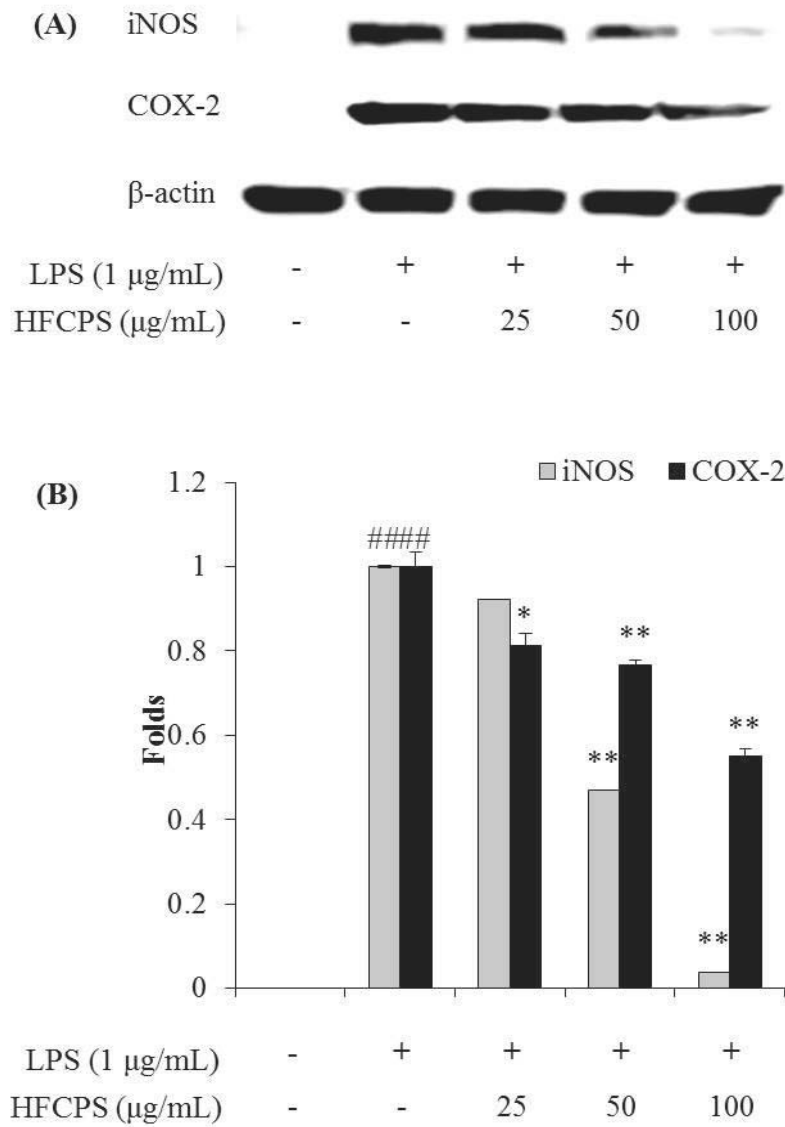 (A) iNOS
COX-2
β-actin
LPS (1 μg/mL) - + + + +
HFCPS (μg/mL) - - 25 50 100
(B)
iNOS COX-2
1.2
####
1
*
**
0.8
**
0.6
**
0.4
**
0.2
0
Folds
LPS (1 μg/mL) - + + + +
HFCPS (μg/mL) - - 25 50 100